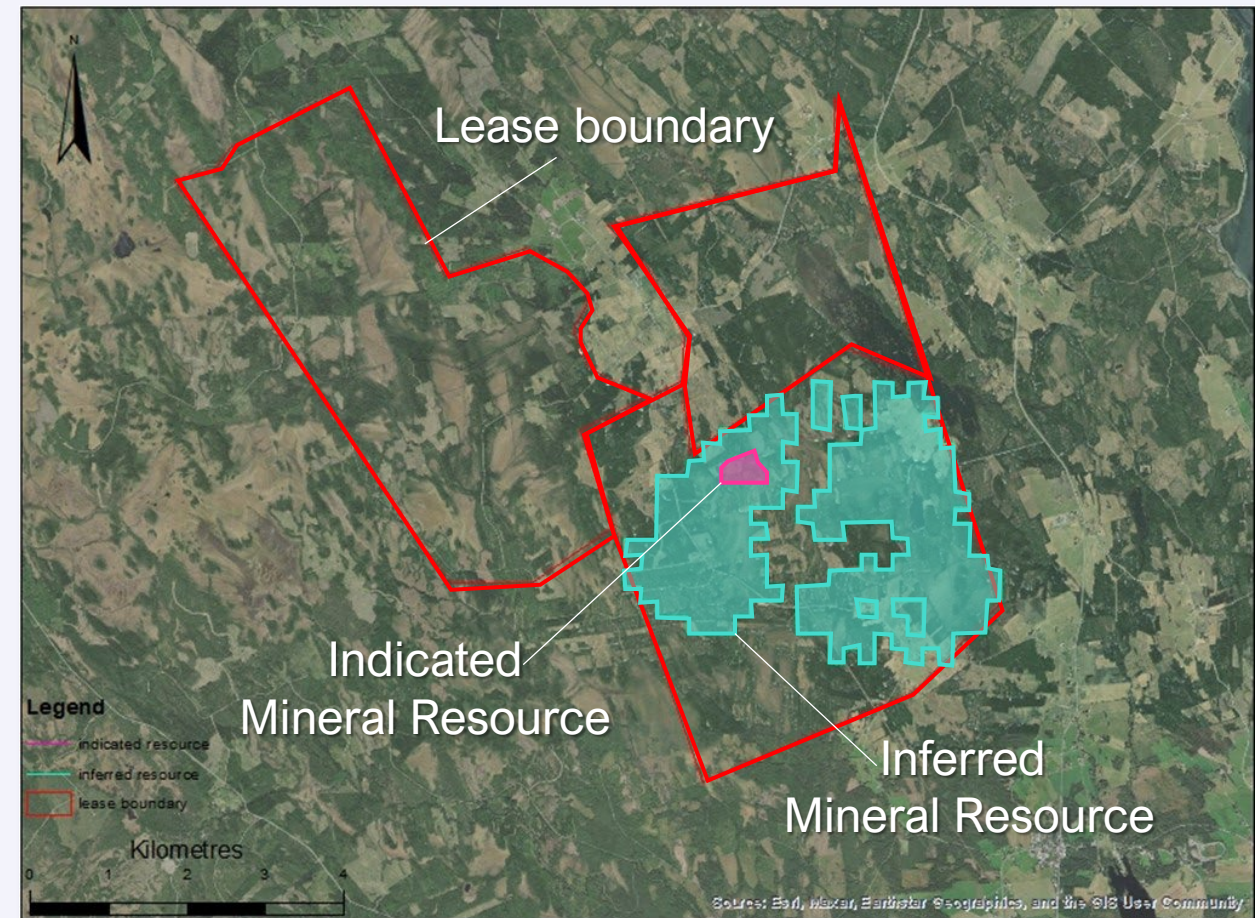 N
Lease boundary
Indicated
Mineral Resource
Inferred
Mineral Resource
Legend
indicated resource
inferred resource
lease boundary
Kilometres
0 1 2 3 4
Source: Esri, Maxar, Earthstar Geographics, and the GIS User Community